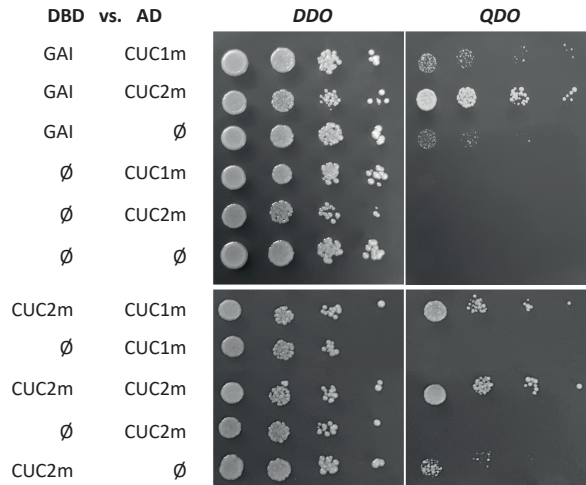 DBD vs. AD DDO QDO
GAI CUC1m
GAI CUC2m
GAI Ø
Ø CUC1m
Ø CUC2m
Ø Ø
CUC2m CUC1m
Ø CUC1m
CUC2m CUC2m
Ø CUC2m
CUC2m Ø